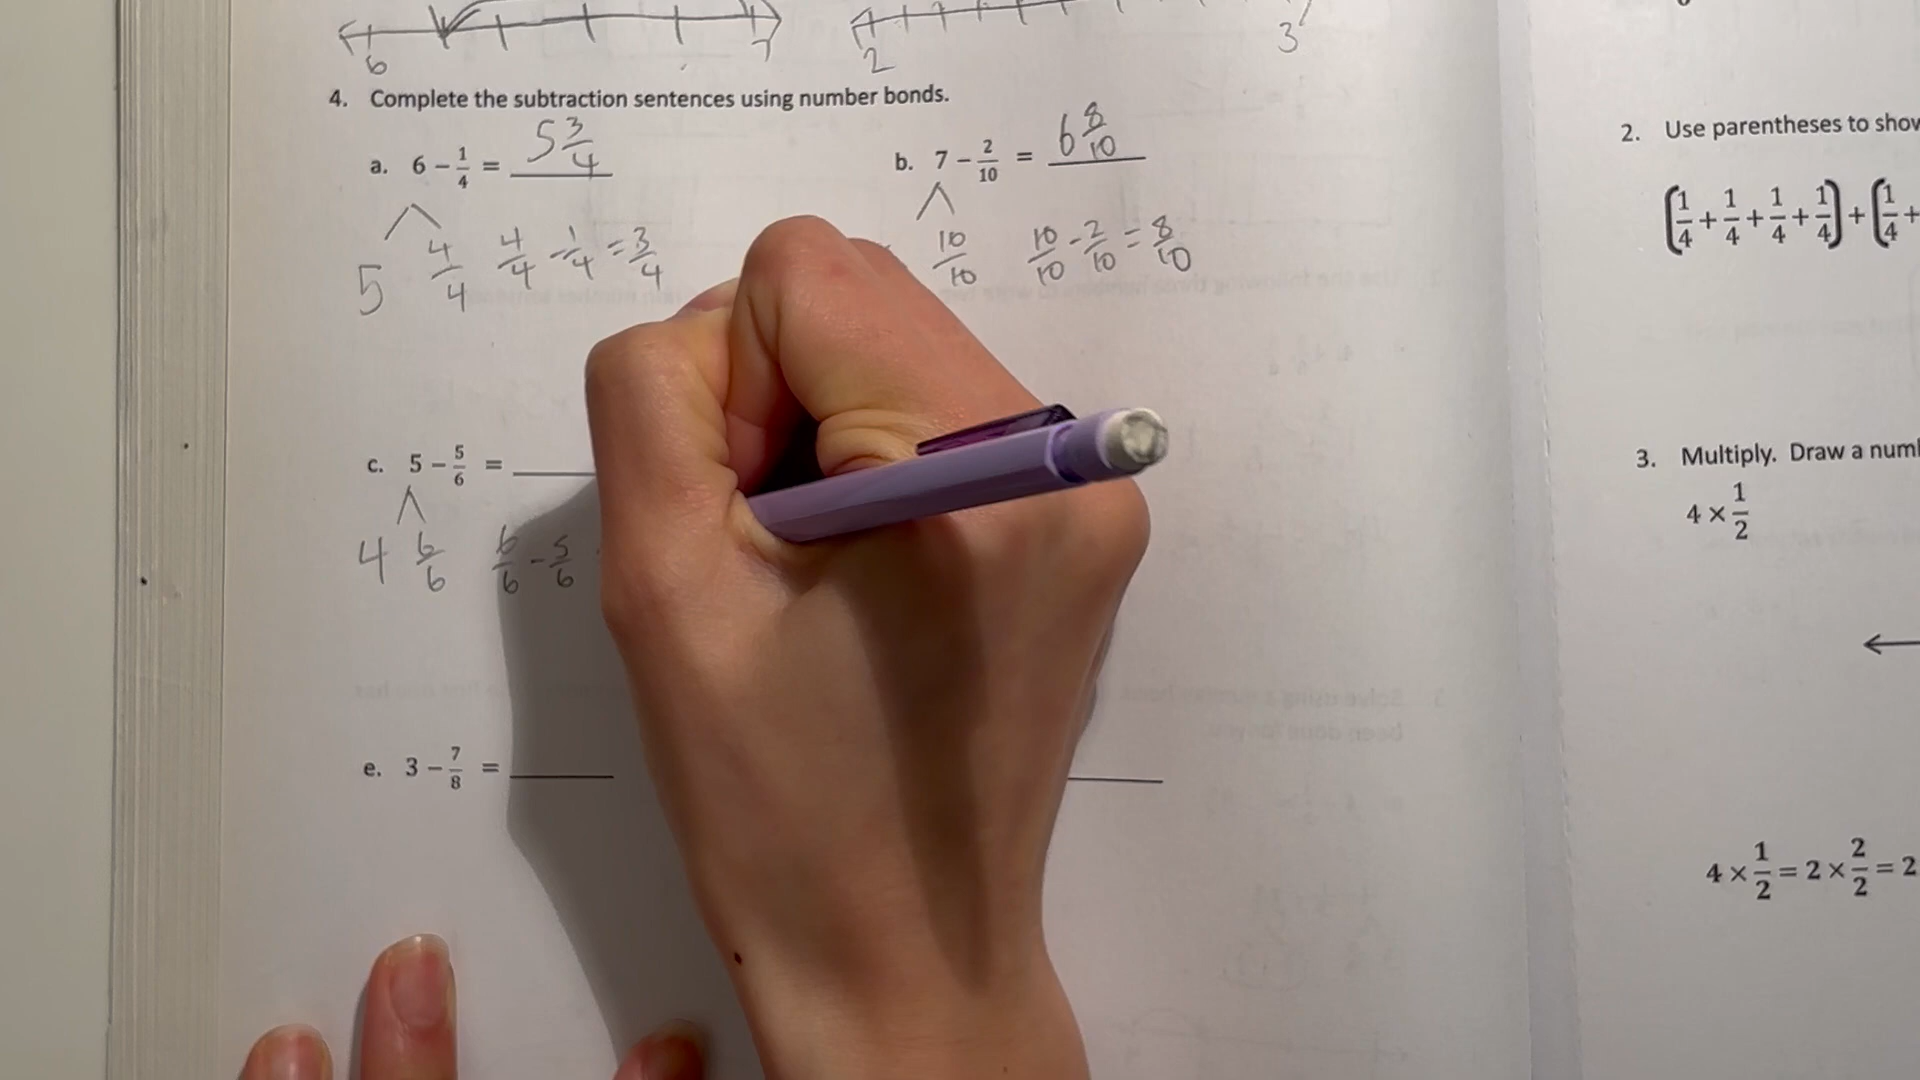 6 7 2 3
4. Complete the subtraction sentences using number bonds.
a. 6 − 1/4 = 5 3/4
5 4/4 4/4 − 1/4 = 3/4
b. 7 − 2/10 = 6 8/10
10/10 10/10 − 2/10 = 8/10
c. 5 − 5/6 =
4 6/6 6/6 − 5/6
e. 3 − 7/8 =
2. Use parentheses to show
(1/4 + 1/4 + 1/4 + 1/4) + (1/4 +
3. Multiply. Draw a
4 × 1/2
4 × 1/2 = 2 × 2/2 = 2